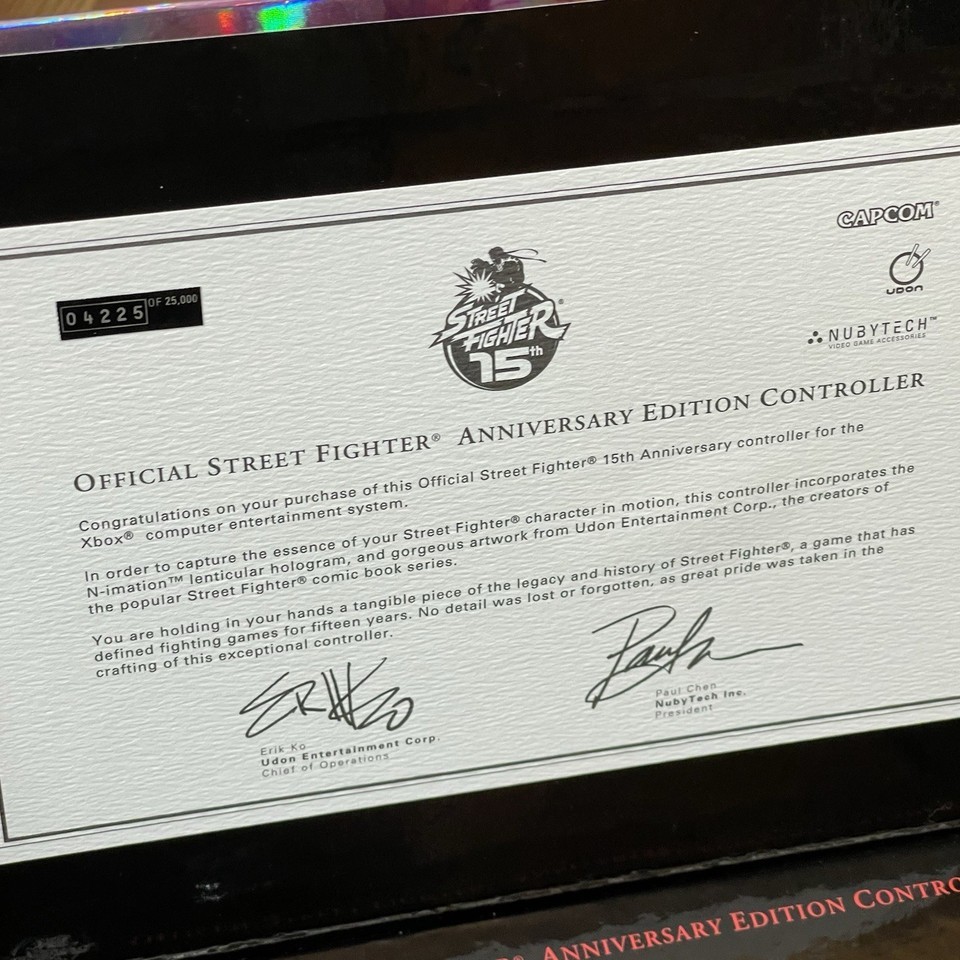 CAPCOM®
UDON
NUBYTECH™
VIDEO GAME ACCESSORIES
04225 OF 25,000
STREET
FIGHTER®
15th
OFFICIAL STREET FIGHTER® ANNIVERSARY EDITION CONTROLLER
Congratulations on your purchase of this Official Street Fighter® 15th Anniversary controller for the
Xbox® computer entertainment system.
In order to capture the essence of your Street Fighter® character in motion, this controller incorporates the
N-imation™ lenticular hologram, and gorgeous artwork from Udon Entertainment Corp., the creators of
the popular Street Fighter® comic book series.
You are holding in your hands a tangible piece of the legacy and history of Street Fighter®, a game that has
defined fighting games for fifteen years. No detail was lost or forgotten, as great pride was taken in the
crafting of this exceptional controller.
Erik Ko
Udon Entertainment Corp.
Chief of Operations
Paul Chen
NubyTech Inc.
President
ANNIVERSARY EDITION CONTRO